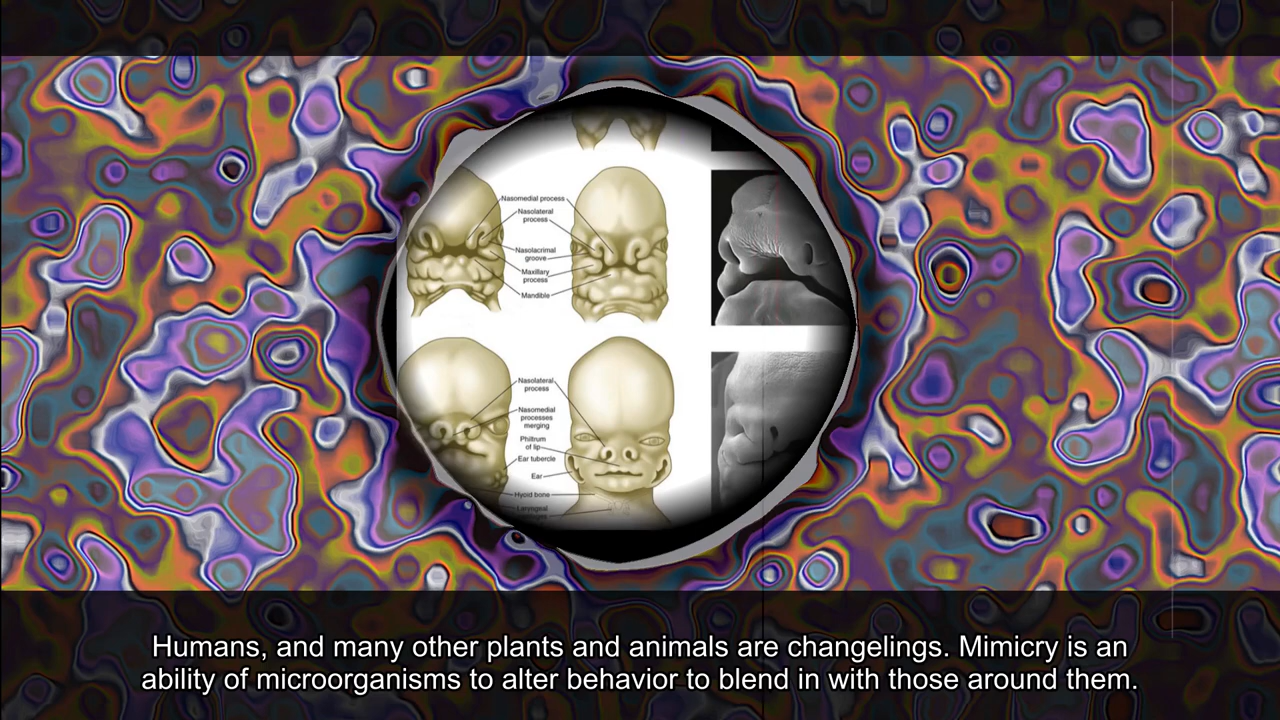 Nasomedial process
Nasolateral
process
Nasolacrimal
groove
Maxillary
process
Mandible
Nasolateral
process
Nasomedial
processes
merging
Philtrum
of lip
Ear tubercle
Ear
Hyoid bone
Laryngeal
Humans, and many other plants and animals are changelings. Mimicry is an
ability of microorganisms to alter behavior to blend in with those around them.